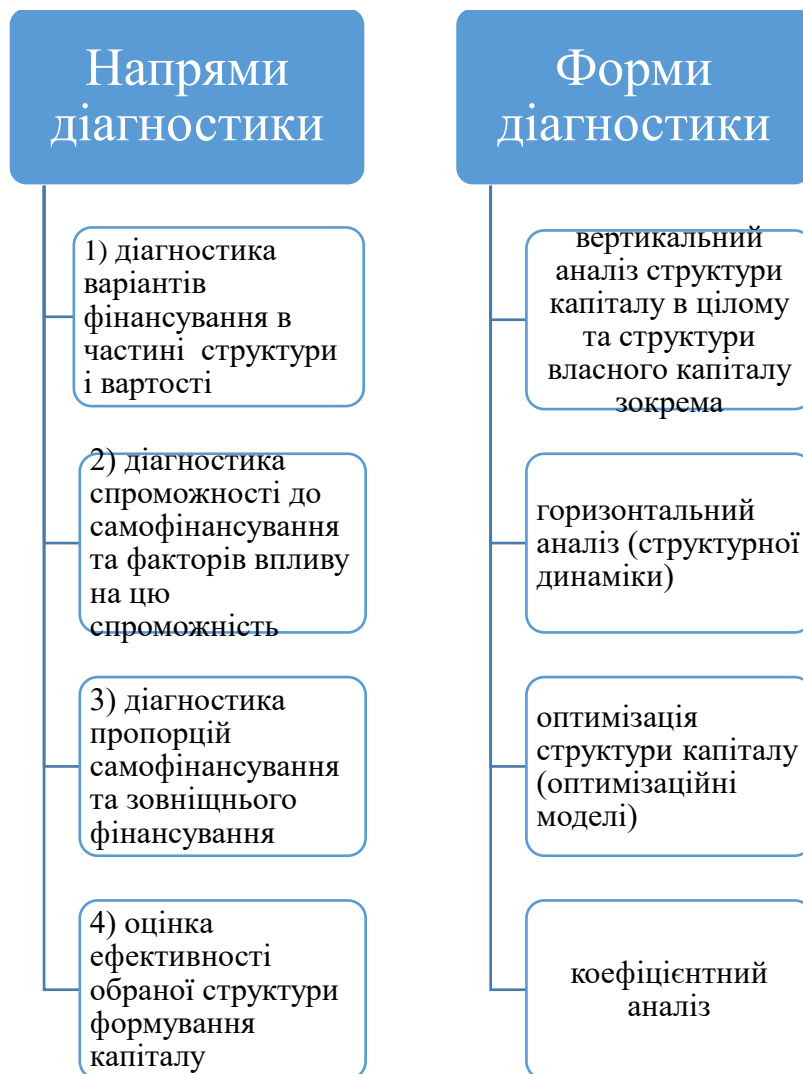 Напрями
діагностики
1) діагностика
варіантів
фінансування в
частині структури
і вартості
2) діагностика
спроможності до
самофінансування
та факторів впливу
на цю
спроможність
3) діагностика
пропорцій
самофінансування
та зовніщнього
фінансування
4) оцінка
ефективності
обраної структури
формування
капіталу
Форми
діагностики
вертикальний
аналіз структури
капіталу в цілому
та структури
власного капіталу
зокрема
горизонтальний
аналіз (структурної
динаміки)
оптимізація
структури капіталу
(оптимізаційні
моделі)
коефіцієнтний
аналіз